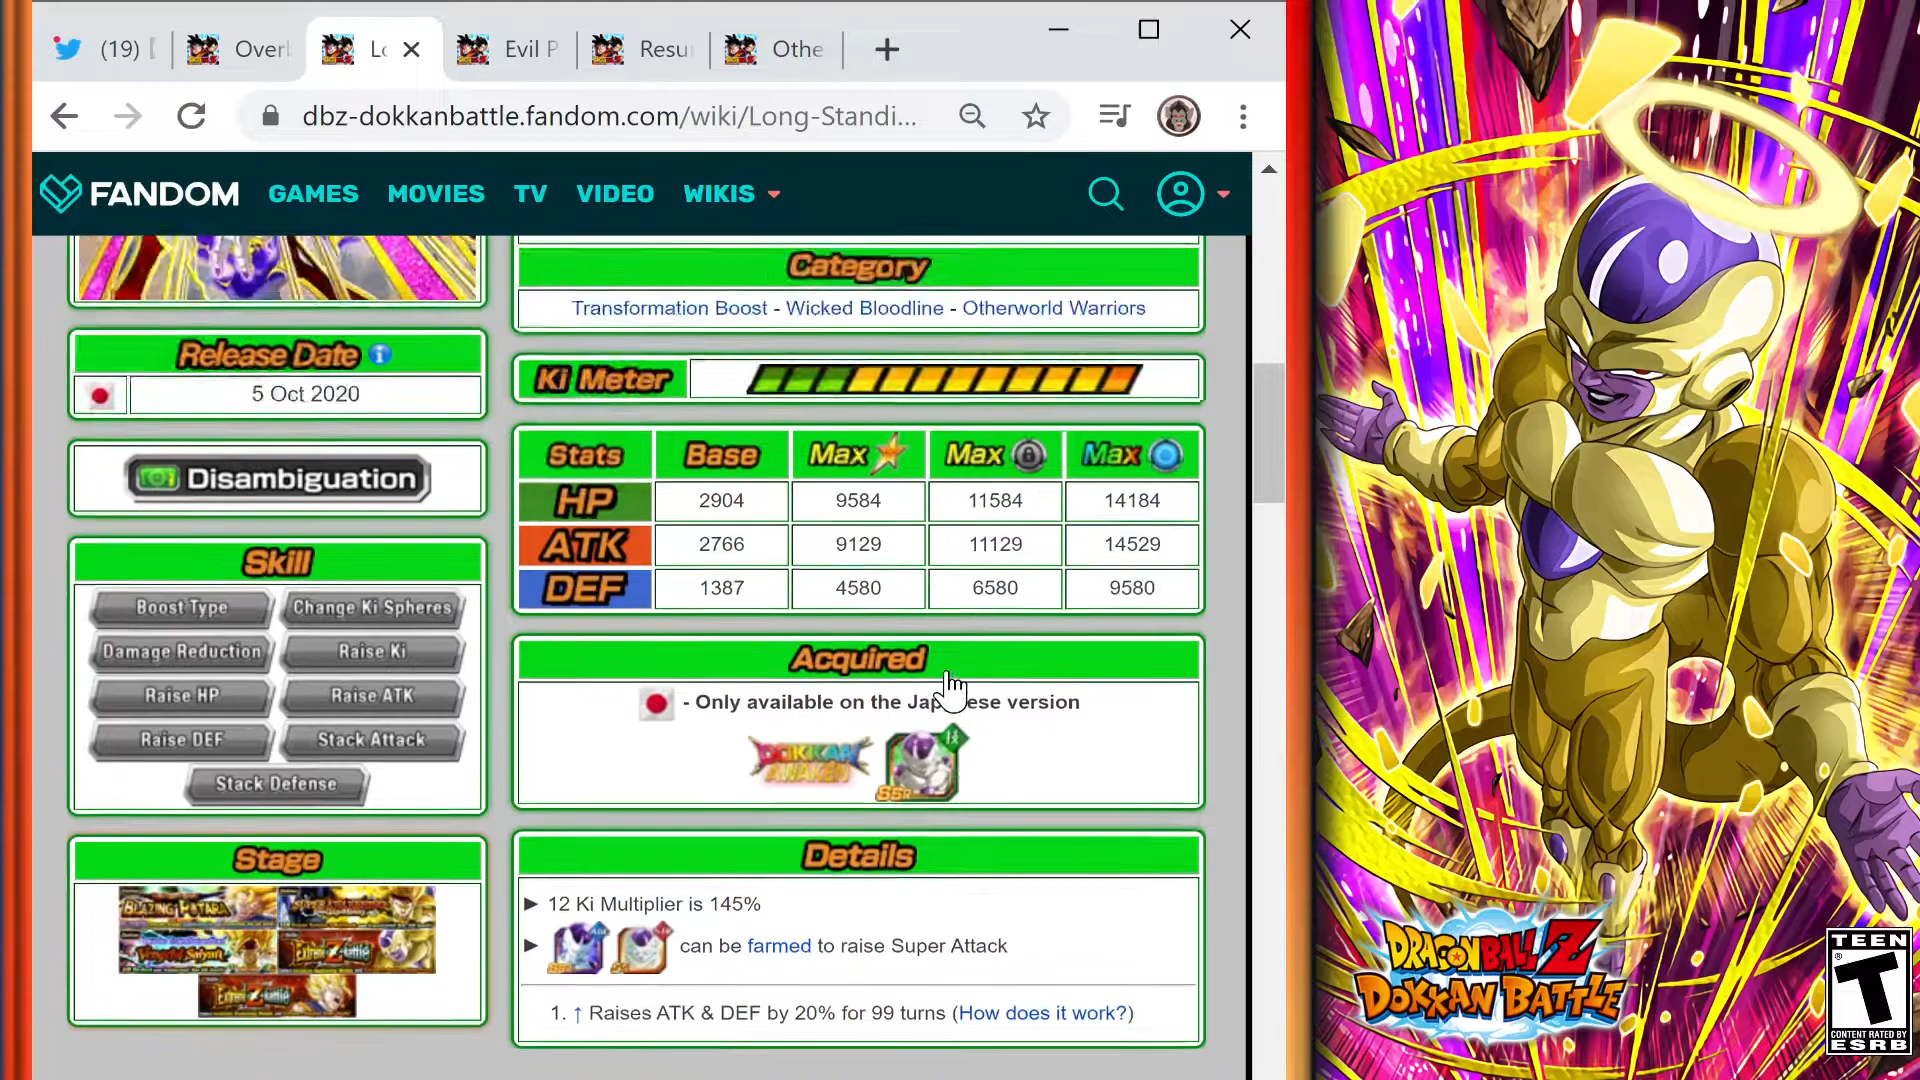 (19)
Over
Lo
Evil P
Resu
Othe
dbz-dokkanbattle.fandom.com/wiki/Long-Standi...
FANDOM GAMES MOVIES TV VIDEO WIKIS
Category
Transformation Boost - Wicked Bloodline - Otherworld Warriors
Release Date
5 Oct 2020
Ki Meter
Disambiguation
Stats Base Max Max Max
HP 2904 9584 11584 14184
ATK 2766 9129 11129 14529
DEF 1387 4580 6580 9580
Skill
Boost Type Change Ki Spheres
Damage Reduction Raise Ki
Raise HP Raise ATK
Raise DEF Stack Attack
Stack Defense
Acquired
- Only available on the Japanese version
DOKKAN
AWAKEN
SSR
Stage
Details
12 Ki Multiplier is 145%
can be farmed to raise Super Attack
1. ↑ Raises ATK & DEF by 20% for 99 turns (How does it work?)
DRAGON BALL Z
DOKKAN BATTLE
TEEN
T
®
CONTENT RATED BY
ESRB